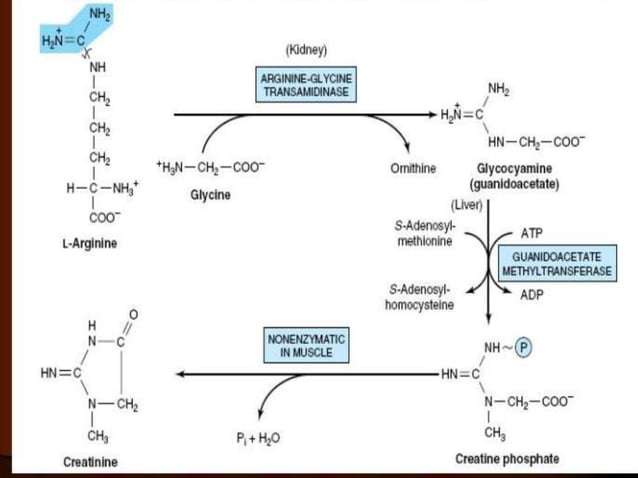 NH₂
H₂N⁺=C
NH
CH₂
CH₂
CH₂
H–C–NH₃⁺
COO⁻
L-Arginine
(Kidney)
ARGININE-GLYCINE
TRANSAMIDINASE
⁺H₃N–CH₂–COO⁻
Glycine
Ornithine
NH₂
H₂N⁺=C
HN–CH₂–COO⁻
Glycocyamine
(guanidoacetate)
(Liver)
S-Adenosyl-
methionine
ATP
GUANIDOACETATE
METHYLTRANSFERASE
S-Adenosyl-
homocysteine
ADP
NH~P
HN=C
N–CH₂–COO⁻
CH₃
Creatine phosphate
NONENZYMATIC
IN MUSCLE
Pᵢ + H₂O
H
O
N–C
HN=C
N–CH₂
CH₃
Creatinine